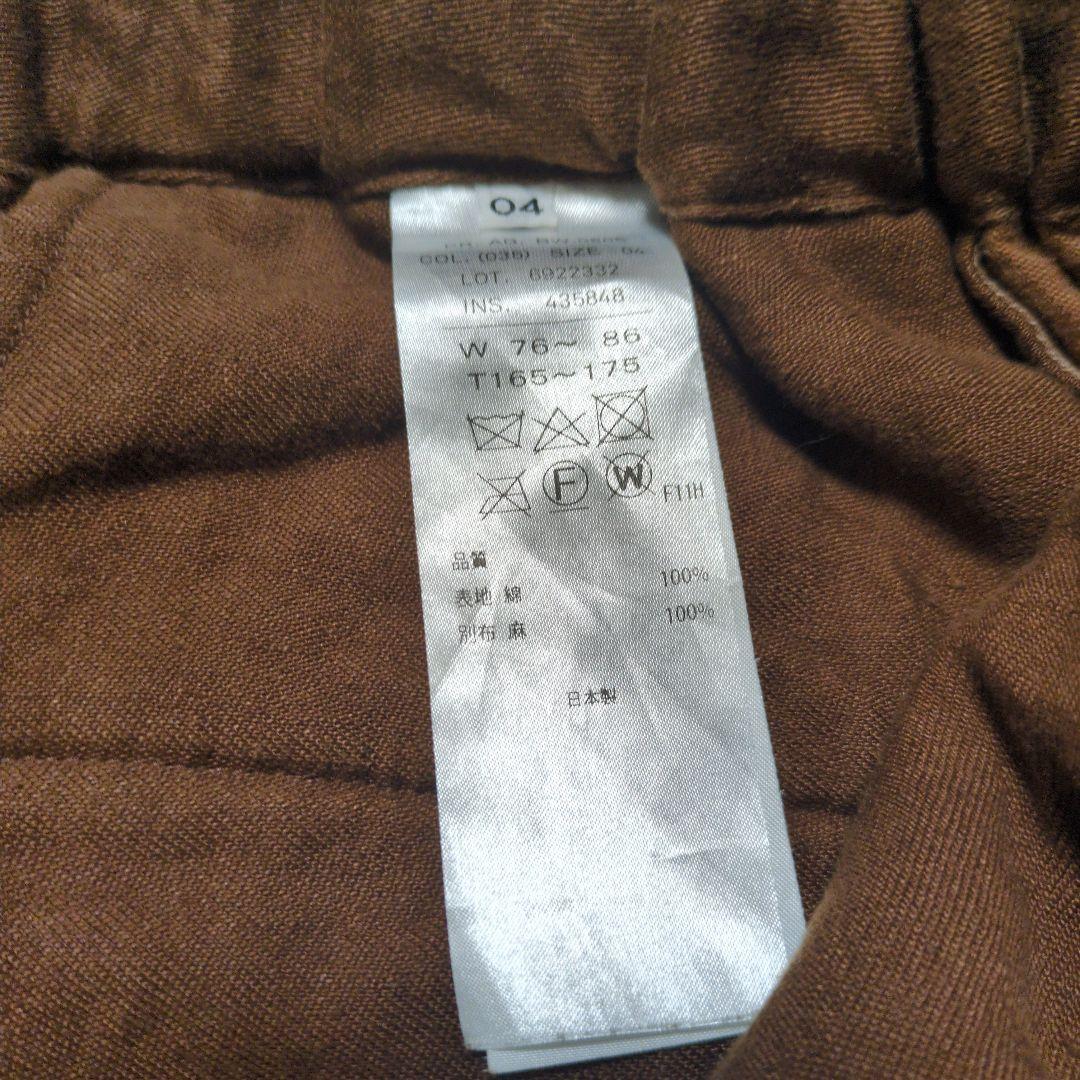 04
COL. (035) SIZE 04
LOT. 6922332
INS. 435848
W 76～ 86
T165～175
F
W
F11H
品質
表地 綿 100%
別布 麻 100%
日本製